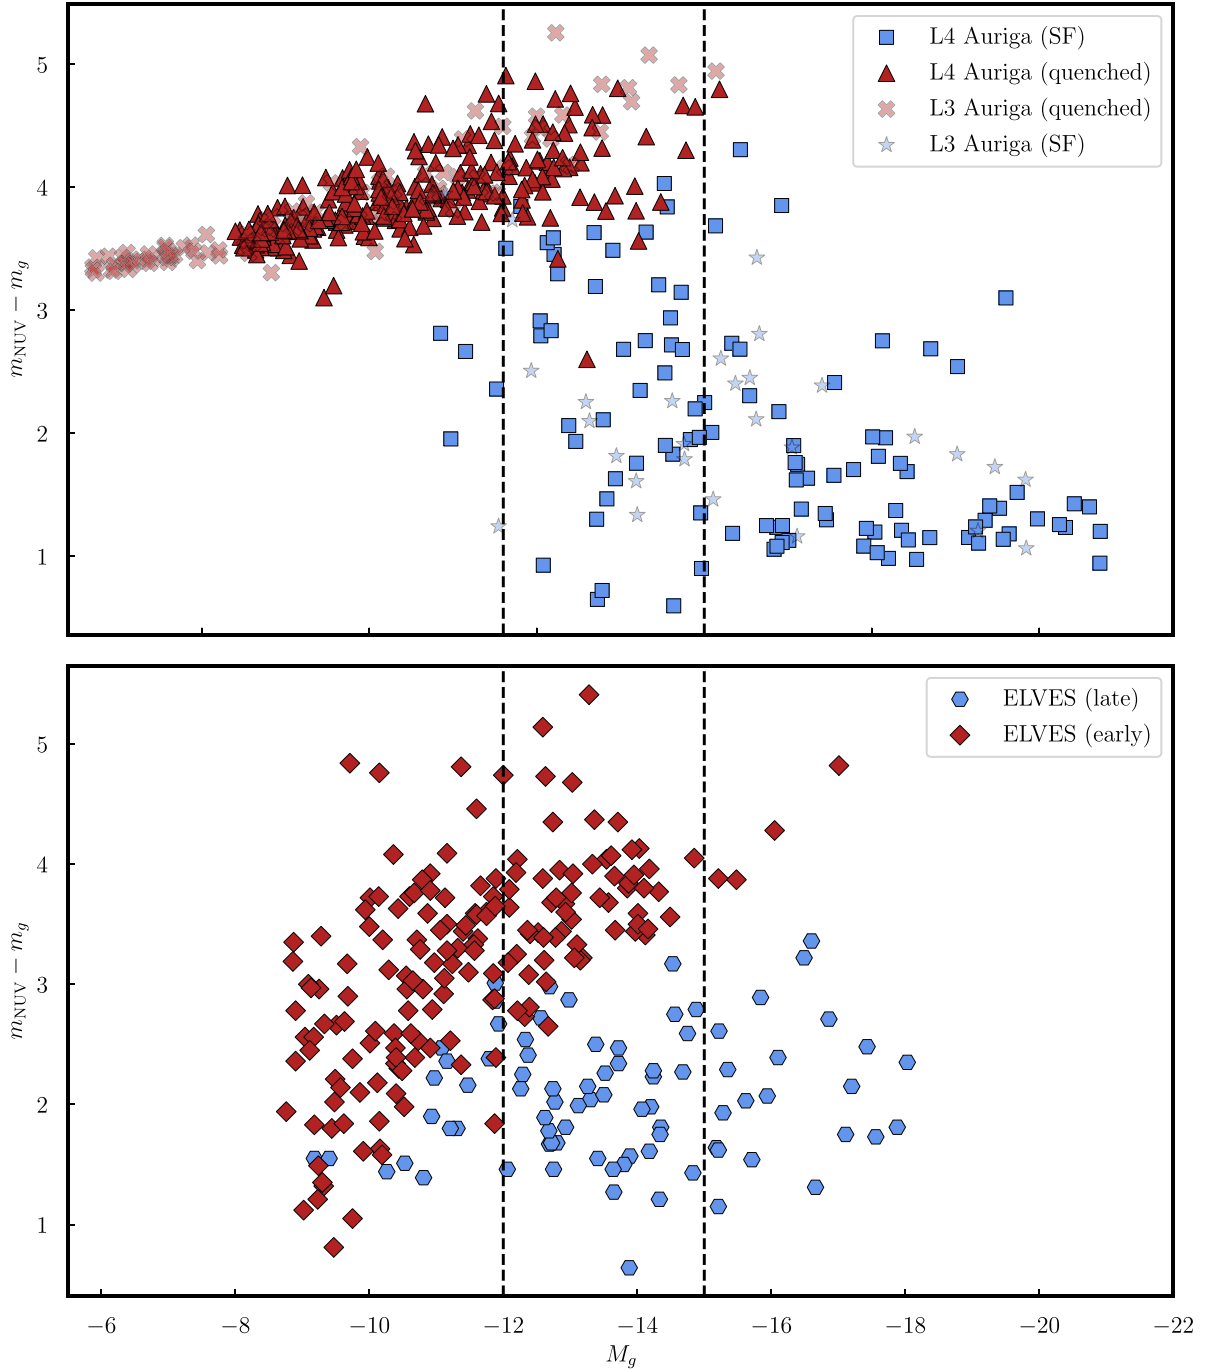 5
4
3
2
1
m_NUV − m_g
L4 Auriga (SF)
L4 Auriga (quenched)
L3 Auriga (quenched)
L3 Auriga (SF)
5
4
3
2
1
m_NUV − m_g
ELVES (late)
ELVES (early)
−6 −8 −10 −12 −14 −16 −18 −20 −22
M_g